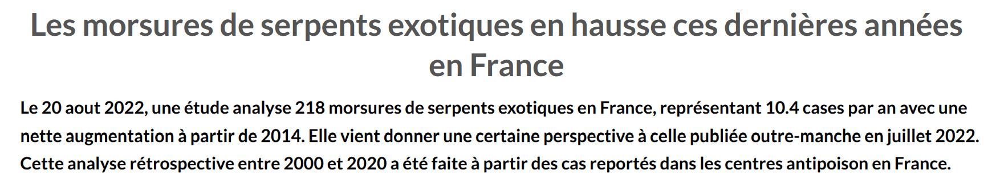 Les morsures de serpents exotiques en hausse ces dernières années
en France
Le 20 aout 2022, une étude analyse 218 morsures de serpents exotiques en France, représentant 10.4 cases par an avec une
nette augmentation à partir de 2014. Elle vient donner une certaine perspective à celle publiée outre-manche en juillet 2022.
Cette analyse rétrospective entre 2000 et 2020 a été faite à partir des cas reportés dans les centres antipoison en France.